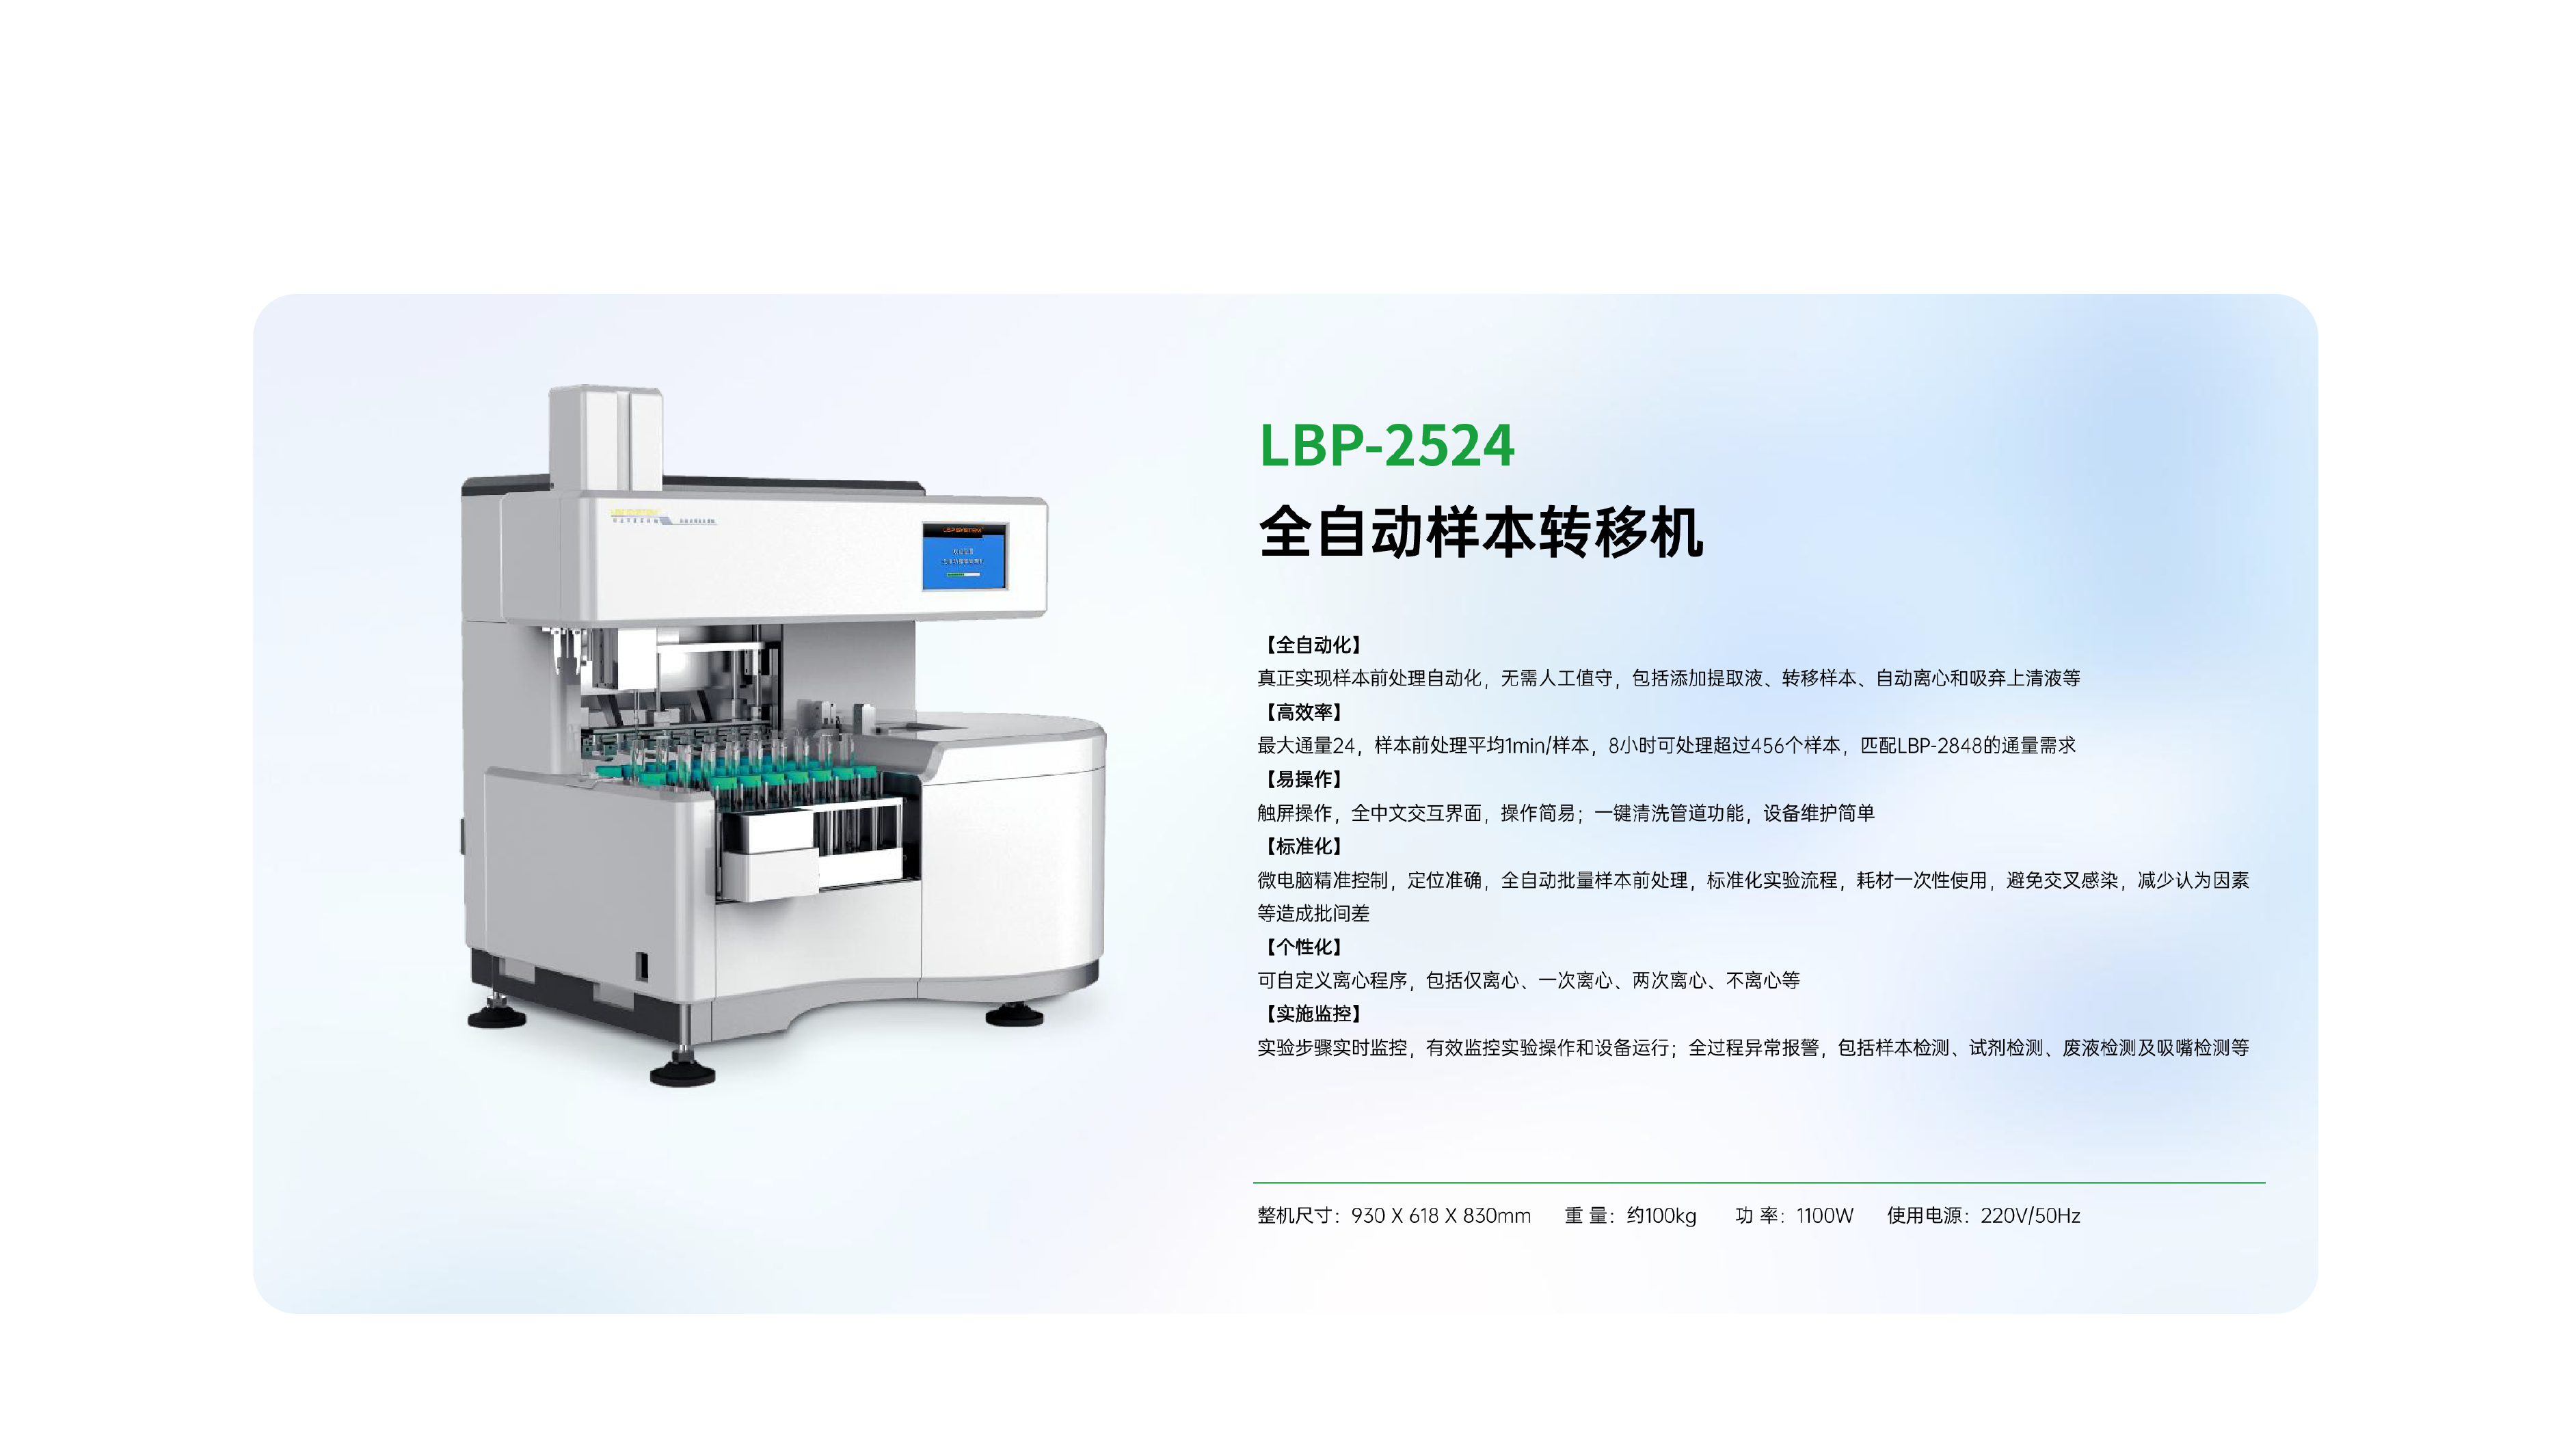 LBP-2524
全自动样本转移机
【全自动化】
真正实现样本前处理自动化，无需人工值守，包括添加提取液、转移样本、自动离心和吸弃上清液等
【高效率】
最大通量24，样本前处理平均1min/样本，8小时可处理超过456个样本，匹配LBP-2848的通量需求
【易操作】
触屏操作，全中文交互界面，操作简易；一键清洗管道功能，设备维护简单
【标准化】
微电脑精准控制，定位准确，全自动批量样本前处理，标准化实验流程，耗材一次性使用，避免交叉感染，减少认为因素
等造成批间差
【个性化】
可自定义离心程序，包括仅离心、一次离心、两次离心、不离心等
【实施监控】
实验步骤实时监控，有效监控实验操作和设备运行；全过程异常报警，包括样本检测、试剂检测、废液检测及吸嘴检测等
整机尺寸：930 X 618 X 830mm 重 量：约100kg 功 率：1100W 使用电源：220V/50Hz